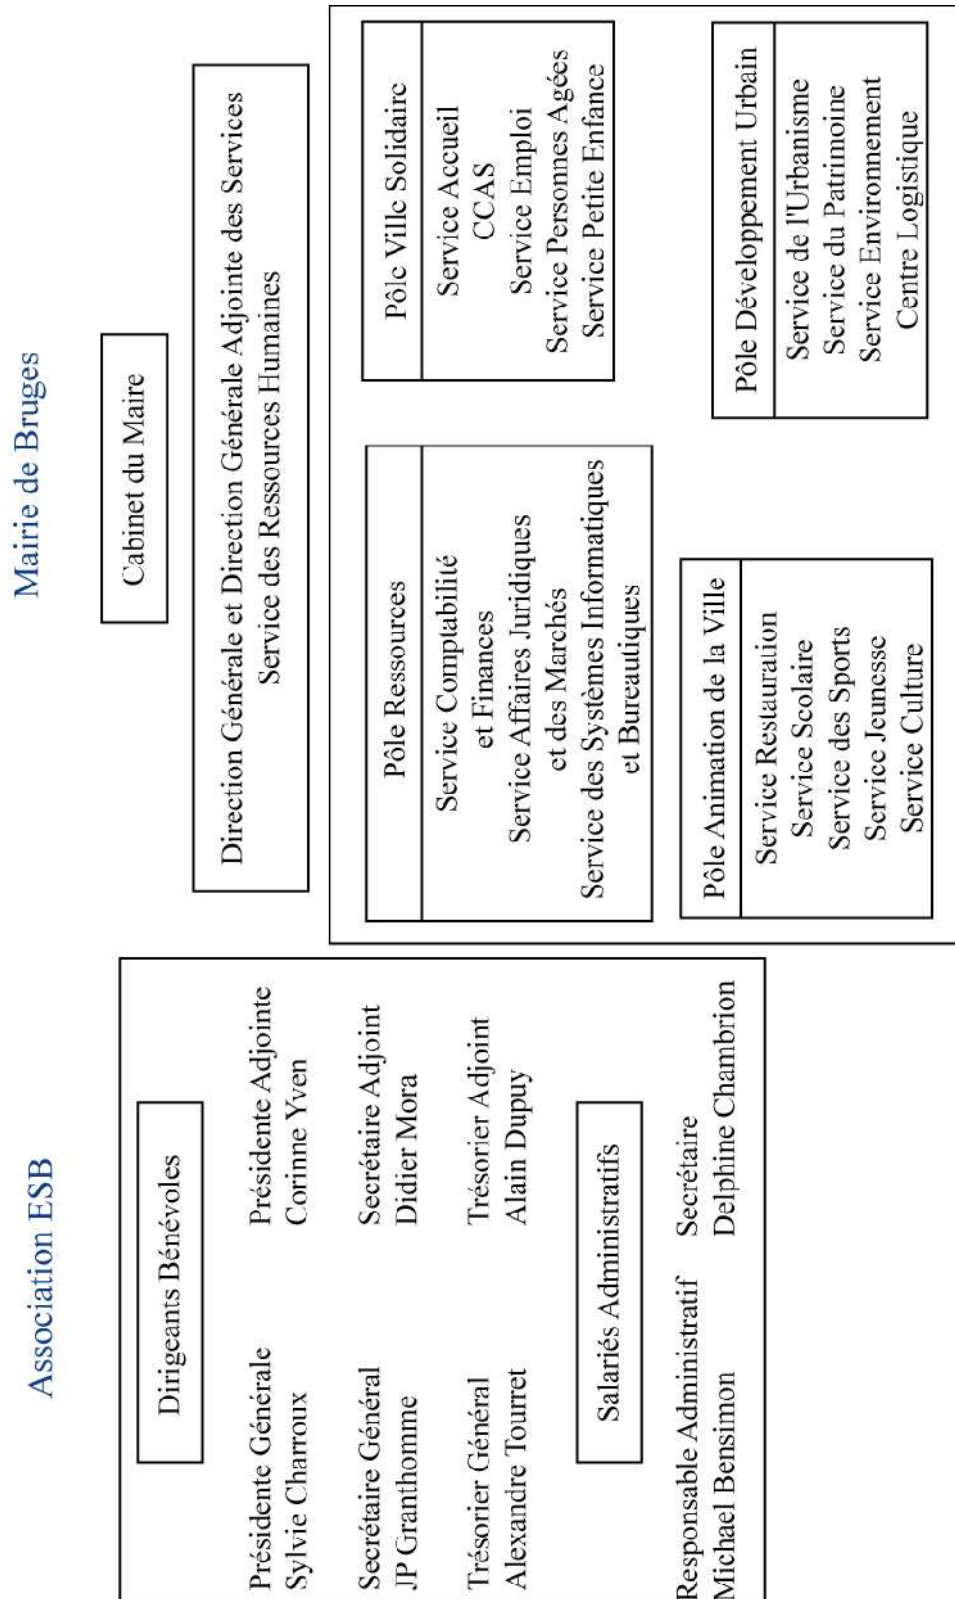 Association ESB
Dirigeants Bénévoles
Présidente Générale
Sylvie Charroux
Présidente Adjointe
Corinne Yven
Secrétaire Général
JP Granthomme
Secrétaire Adjoint
Didier Mora
Trésorier Général
Alexandre Tourret
Trésorier Adjoint
Alain Dupuy
Salariés Administratifs
Responsable Administratif
Michael Bensimon
Secrétaire
Delphine Chambrion
Mairie de Bruges
Cabinet du Maire
Direction Générale et Direction Générale Adjointe des Services
Service des Ressources Humaines
Pôle Ressources
Service Comptabilité
et Finances
Service Affaires Juridiques
et des Marchés
Service des Systèmes Informatiques
et Bureautiques
Pôle Ville Solidaire
Service Accueil
CCAS
Service Emploi
Service Personnes Agées
Service Petite Enfance
Pôle Animation de la Ville
Service Restauration
Service Scolaire
Service des Sports
Service Jeunesse
Service Culture
Pôle Développement Urbain
Service de l'Urbanisme
Service du Patrimoine
Service Environnement
Centre Logistique